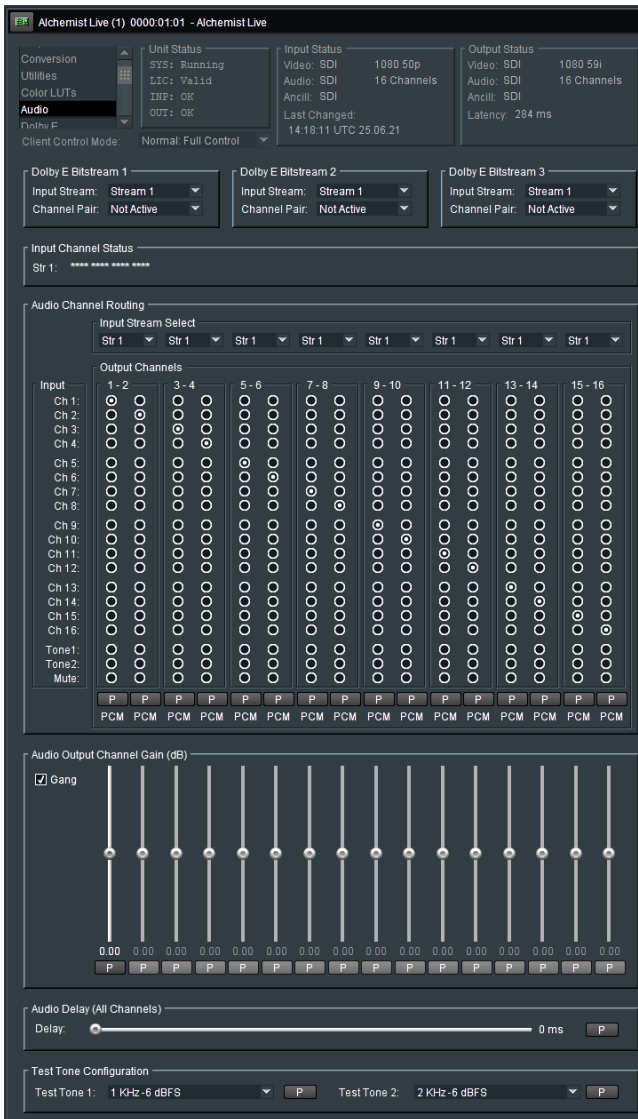 Alchemist Live (1) 0000:01:01 - Alchemist Live
Conversion
Utilities
Color LUTs
Audio
Dolby E
Unit Status
SYS: Running
LIC: Valid
INP: OK
OUT: OK
Input Status
Video: SDI 1080 50p
Audio: SDI 16 Channels
Ancill: SDI
Last Changed:
14:18:11 UTC 25.06.21
Output Status
Video: SDI 1080 59i
Audio: SDI 16 Channels
Ancill: SDI
Latency: 284 ms
Client Control Mode: Normal: Full Control
Dolby E Bitstream 1
Input Stream: Stream 1
Channel Pair: Not Active
Dolby E Bitstream 2
Input Stream: Stream 1
Channel Pair: Not Active
Dolby E Bitstream 3
Input Stream: Stream 1
Channel Pair: Not Active
Input Channel Status
Str 1: **** **** **** ****
Audio Channel Routing
Input Stream Select
Str 1 Str 1 Str 1 Str 1 Str 1 Str 1 Str 1 Str 1
Output Channels
Input 1 - 2 3 - 4 5 - 6 7 - 8 9 - 10 11 - 12 13 - 14 15 - 16
Ch 1:
Ch 2:
Ch 3:
Ch 4:
Ch 5:
Ch 6:
Ch 7:
Ch 8:
Ch 9:
Ch 10:
Ch 11:
Ch 12:
Ch 13:
Ch 14:
Ch 15:
Ch 16:
Tone1:
Tone2:
Mute:
P P P P P P P P P P P P P P P P
PCM PCM PCM PCM PCM PCM PCM PCM PCM PCM PCM PCM PCM PCM PCM PCM
Audio Output Channel Gain (dB)
Gang
0.00 0.00 0.00 0.00 0.00 0.00 0.00 0.00 0.00 0.00 0.00 0.00 0.00 0.00 0.00 0.00
P P P P P P P P P P P P P P P P
Audio Delay (All Channels)
Delay: 0 ms P
Test Tone Configuration
Test Tone 1: 1 KHz -6 dBFS P Test Tone 2: 2 KHz -6 dBFS P